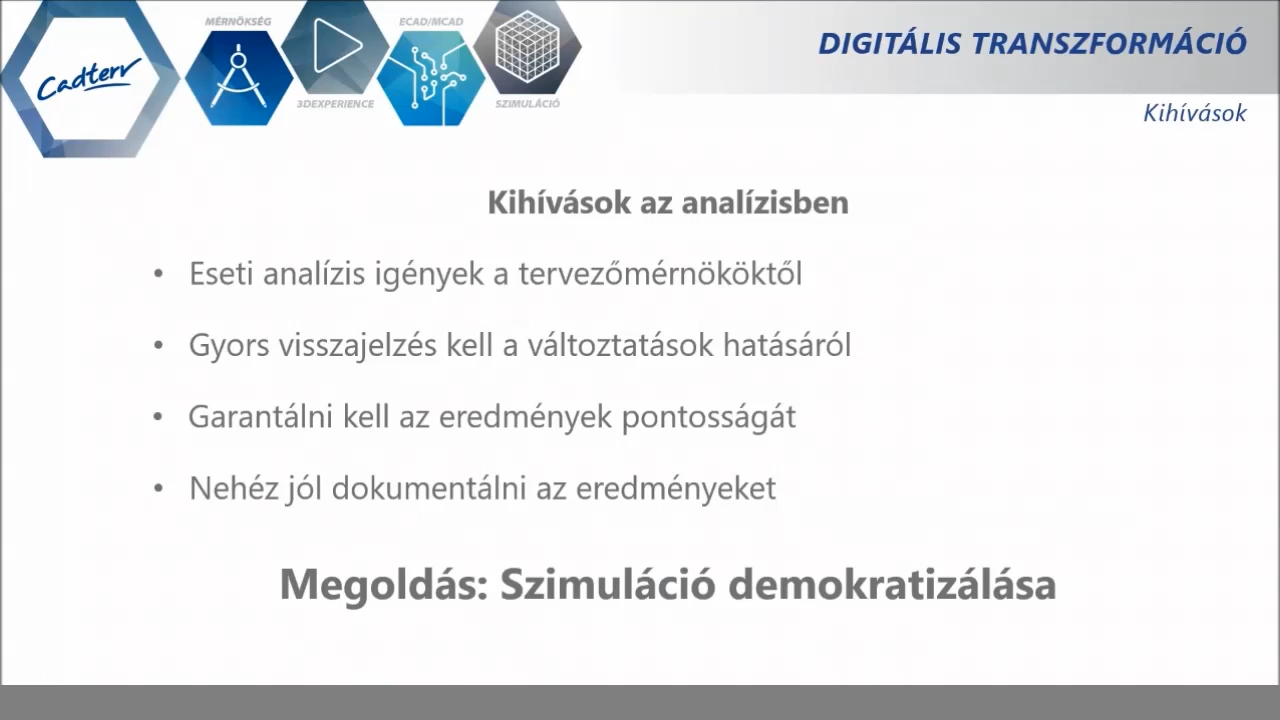 Cadterv
MÉRNÖKSÉG
3DEXPERIENCE
ECAD/MCAD
SZIMULÁCIÓ
DIGITÁLIS TRANSZFORMÁCIÓ
Kihívások
Kihívások az analízisben
• Eseti analízis igények a tervezőmérnököktől
• Gyors visszajelzés kell a változtatások hatásáról
• Garantálni kell az eredmények pontosságát
• Nehéz jól dokumentálni az eredményeket
Megoldás: Szimuláció demokratizálása